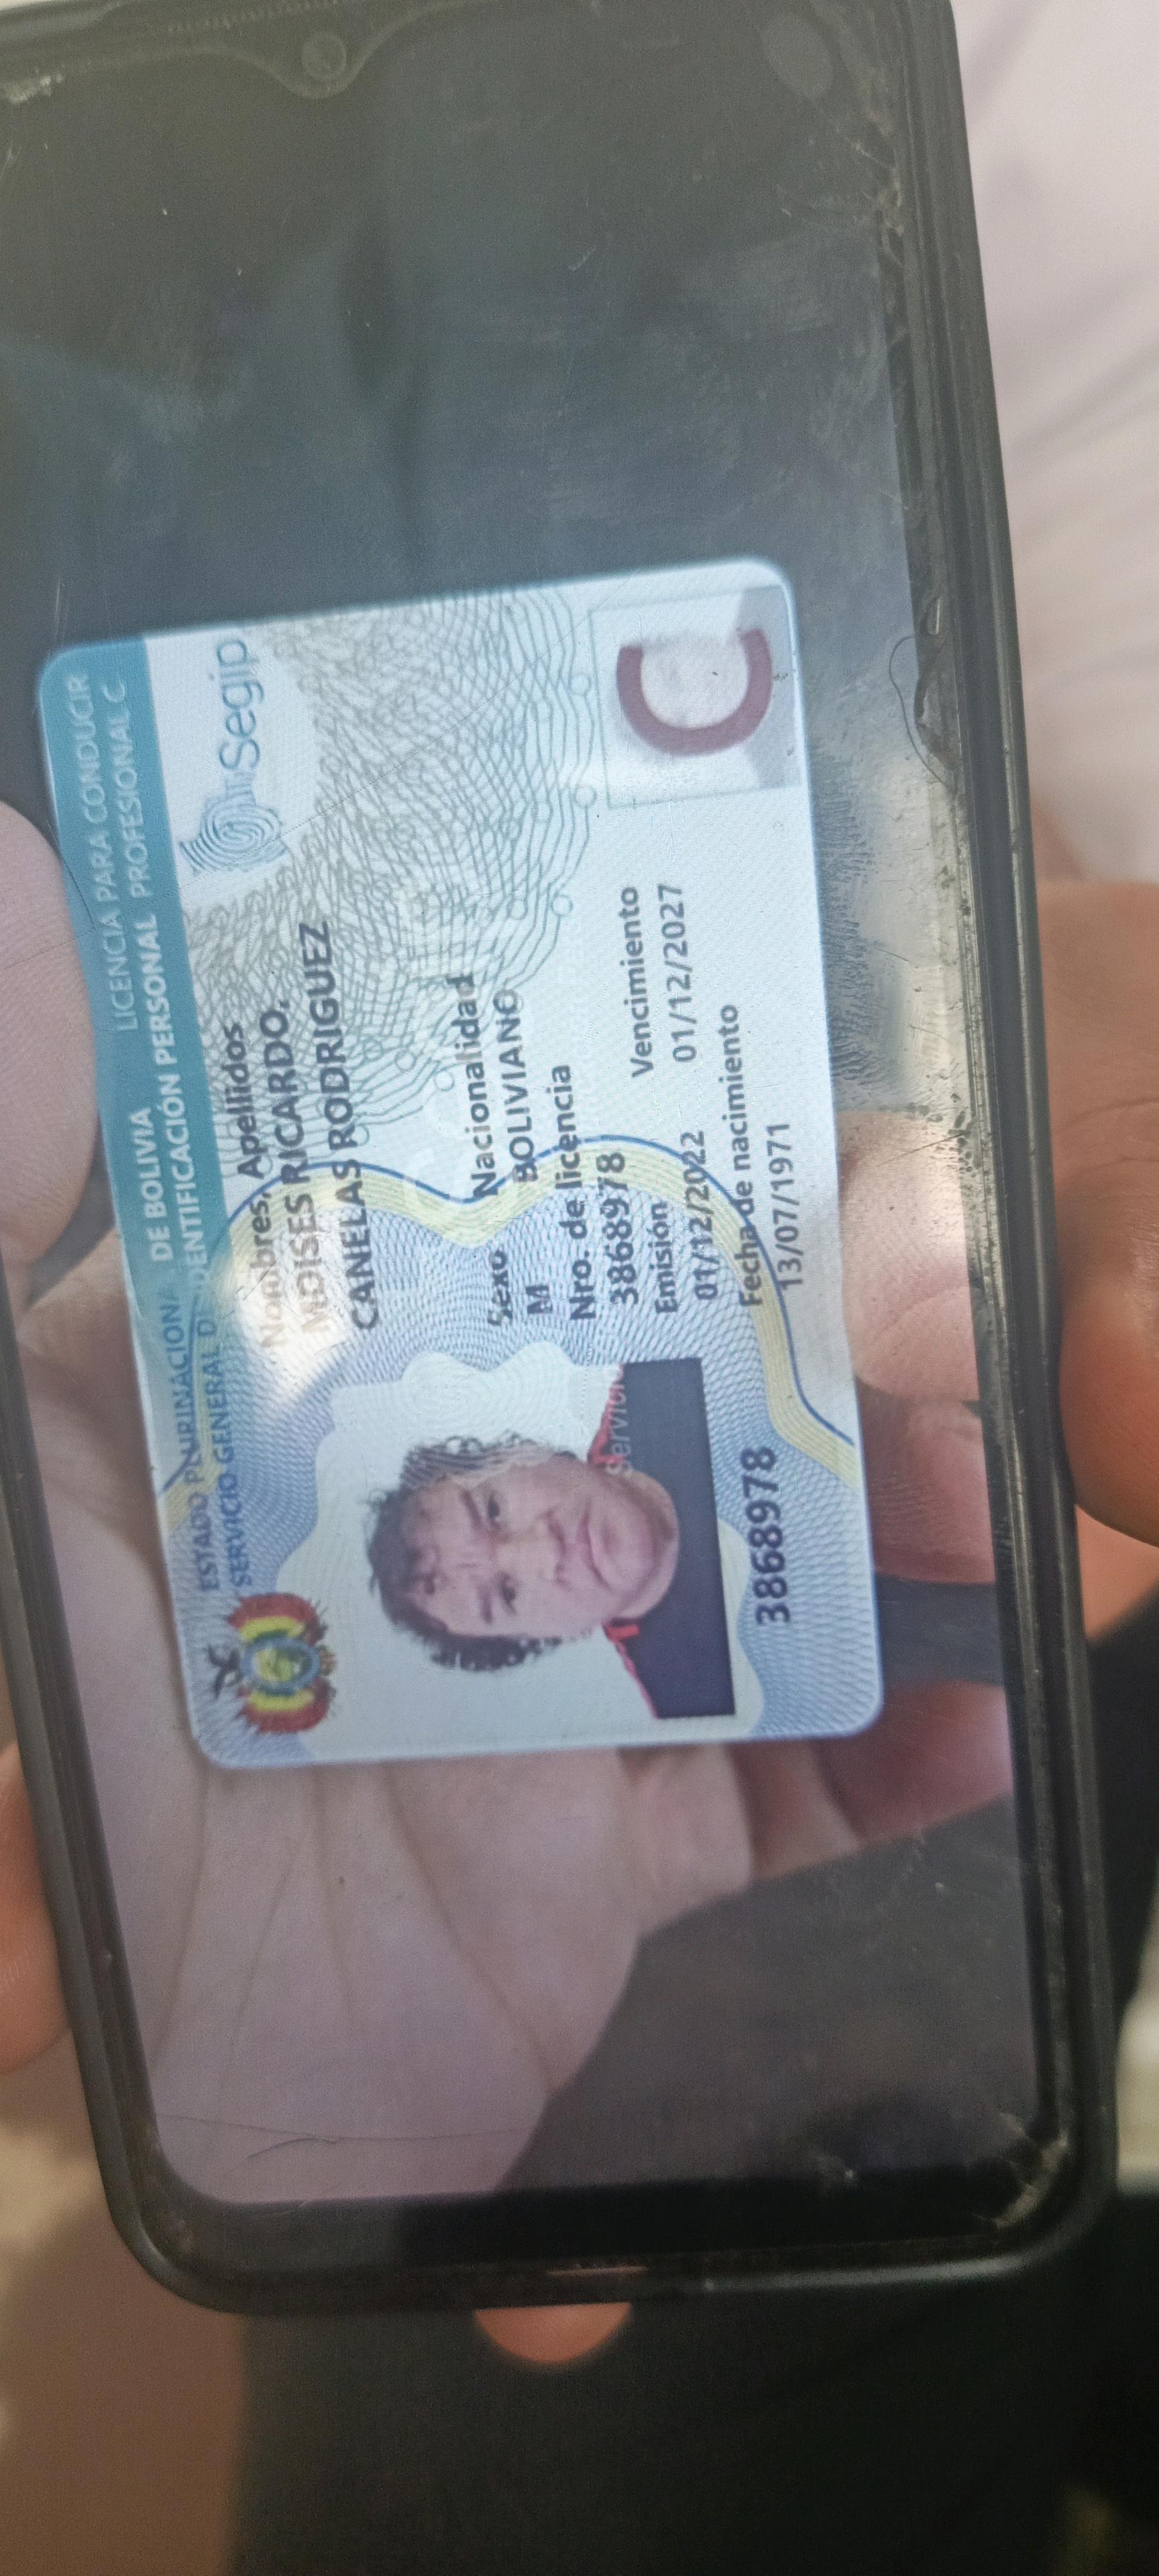 ESTADO PLURINACIONAL DE BOLIVIA
SERVICIO GENERAL DE IDENTIFICACIÓN PERSONAL
LICENCIA PARA CONDUCIR
PROFESIONAL C
Segip
Nombres, Apellidos
MOISES RICARDO,
CANELAS RODRIGUEZ
Sexo Nacionalidad
M BOLIVIANO
Nro. de licencia
3868978
Emisión Vencimiento
01/12/2022 01/12/2027
Fecha de nacimiento
13/07/1971
C
servicio
3868978